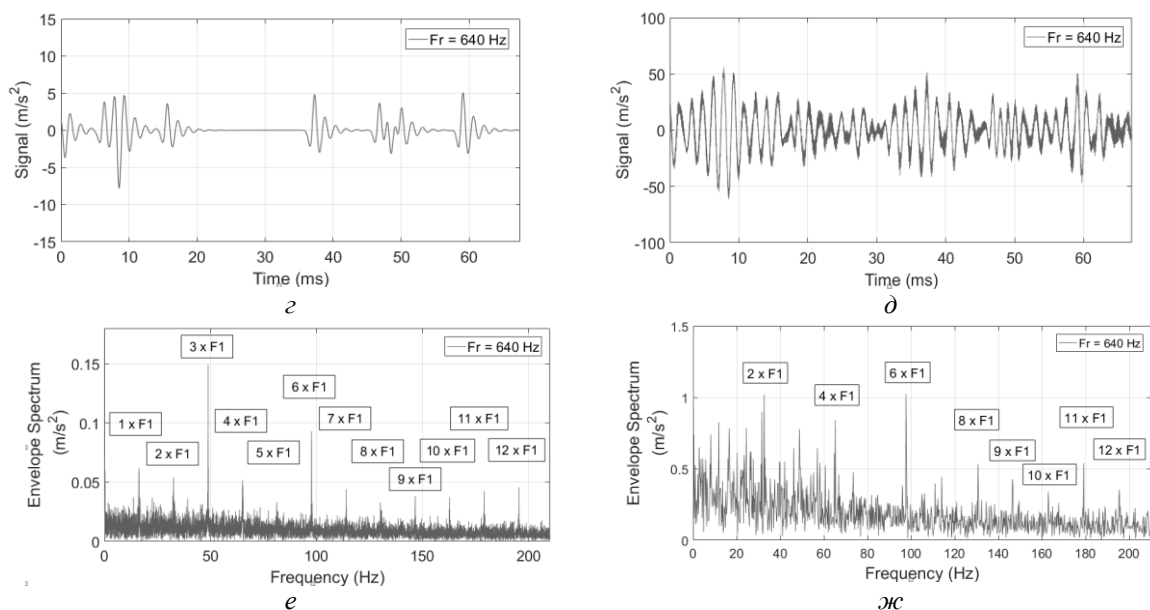 15
10
5
0
-5
-10
-15
Signal (m/s²)
Fr = 640 Hz
0 10 20 30 40 50 60
Time (ms)
г
100
50
0
-50
-100
Signal (m/s²)
Fr = 640 Hz
0 10 20 30 40 50 60
Time (ms)
д
0.15
0.1
0.05
0
Envelope Spectrum
(m/s²)
Fr = 640 Hz
3 x F1
6 x F1
1 x F1
4 x F1
7 x F1
11 x F1
2 x F1
5 x F1
8 x F1
10 x F1
12 x F1
9 x F1
0 50 100 150 200
Frequency (Hz)
е
1.5
1
0.5
0
Envelope Spectrum
(m/s²)
Fr = 640 Hz
2 x F1
6 x F1
4 x F1
8 x F1
11 x F1
9 x F1
12 x F1
10 x F1
0 20 40 60 80 100 120 140 160 180 200
Frequency (Hz)
ж